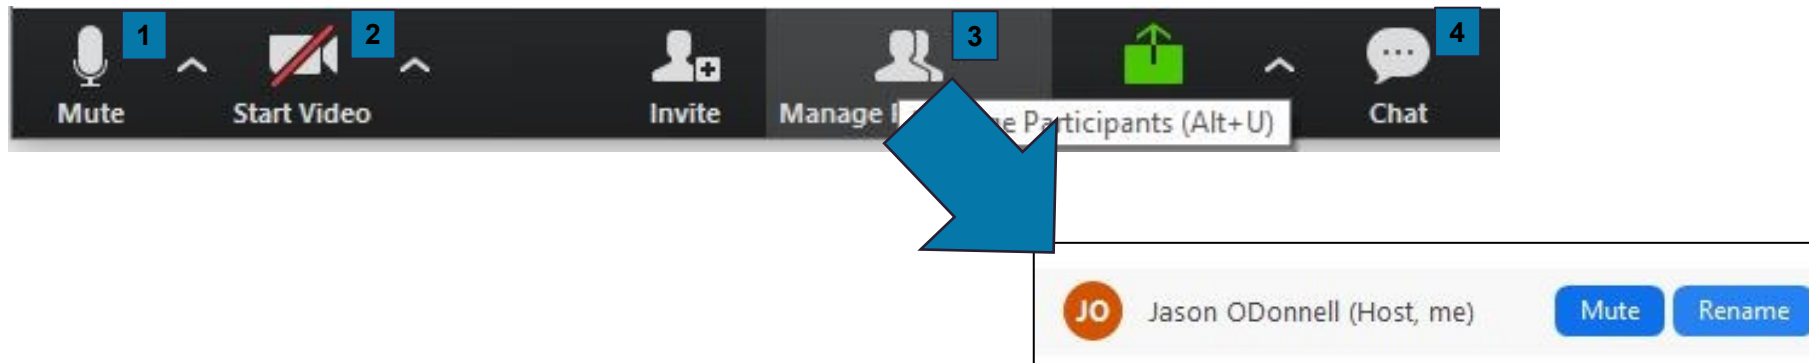 1
2
3
4
Mute
Start Video
Invite
Manage
Participants (Alt+U)
Chat
JO
Jason ODonnell (Host, me)
Mute
Rename